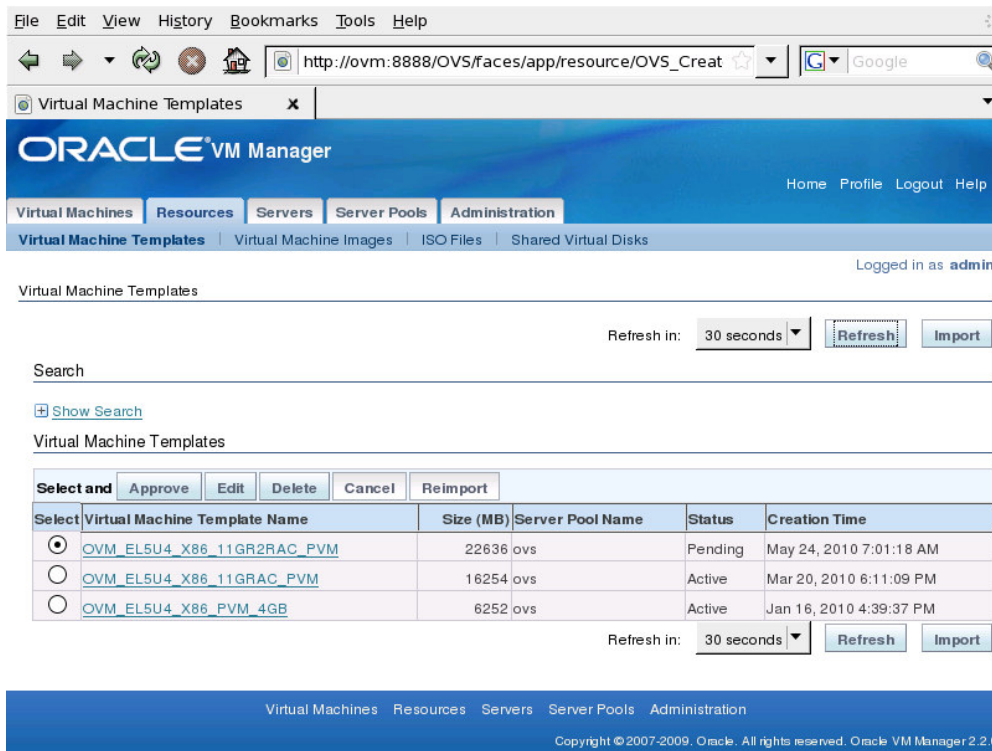 File Edit View History Bookmarks Tools Help
http://ovm:8888/OVS/faces/app/resource/OVS_Creat G Google
Virtual Machine Templates x
ORACLE VM Manager
Home Profile Logout Help
Virtual Machines Resources Servers Server Pools Administration
Virtual Machine Templates | Virtual Machine Images | ISO Files | Shared Virtual Disks
Logged in as admin
Virtual Machine Templates
Refresh in: 30 seconds Refresh Import
Search
Show Search
Virtual Machine Templates
Select and Approve Edit Delete Cancel Reimport
Select Virtual Machine Template Name Size (MB) Server Pool Name Status Creation Time
OVM_EL5U4_X86_11GR2RAC_PVM 22636 ovs Pending May 24, 2010 7:01:18 AM
OVM_EL5U4_X86_11GRAC_PVM 16254 ovs Active Mar 20, 2010 6:11:09 PM
OVM_EL5U4_X86_PVM_4GB 6252 ovs Active Jan 16, 2010 4:39:37 PM
Refresh in: 30 seconds Refresh Import
Virtual Machines Resources Servers Server Pools Administration
Copyright © 2007-2009. Oracle. All rights reserved. Oracle VM Manager 2.2.